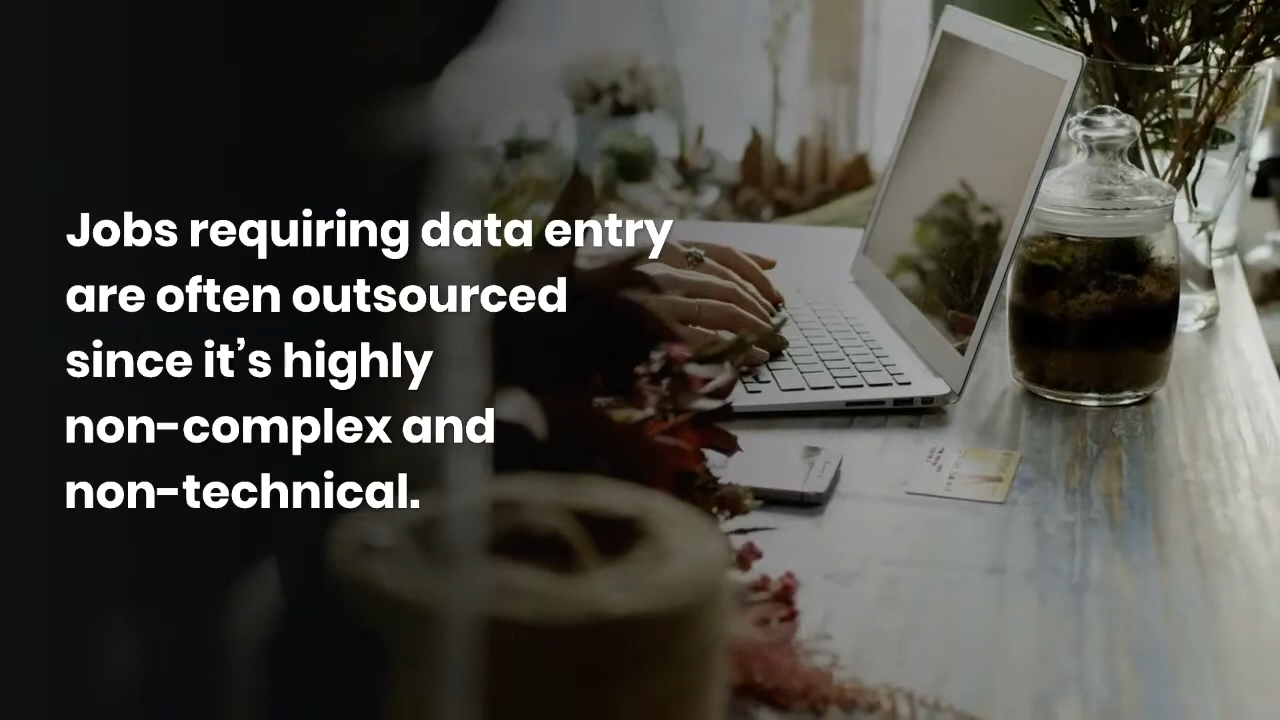 Jobs requiring data entry
are often outsourced
since it’s highly
non-complex and
non-technical.